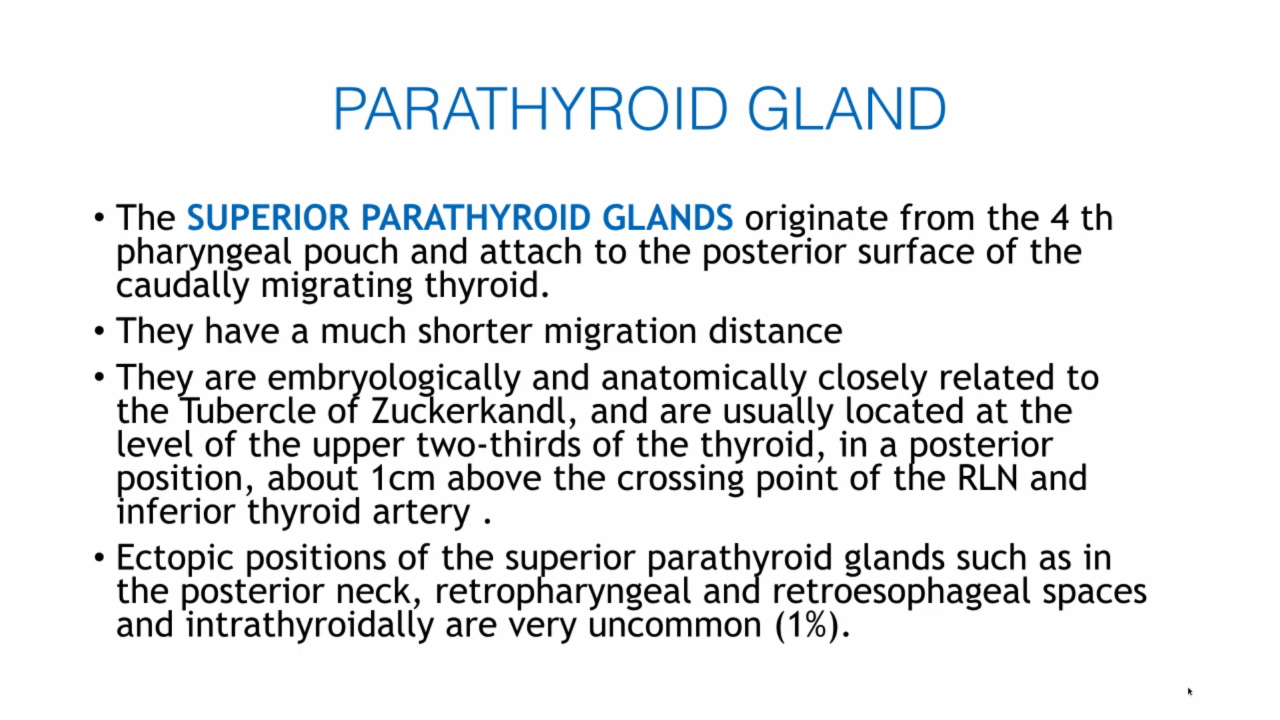 PARATHYROID GLAND
• The SUPERIOR PARATHYROID GLANDS originate from the 4 th
pharyngeal pouch and attach to the posterior surface of the
caudally migrating thyroid.
• They have a much shorter migration distance
• They are embryologically and anatomically closely related to
the Tubercle of Zuckerkandl, and are usually located at the
level of the upper two-thirds of the thyroid, in a posterior
position, about 1cm above the crossing point of the RLN and
inferior thyroid artery .
• Ectopic positions of the superior parathyroid glands such as in
the posterior neck, retropharyngeal and retroesophageal spaces
and intrathyroidally are very uncommon (1%).